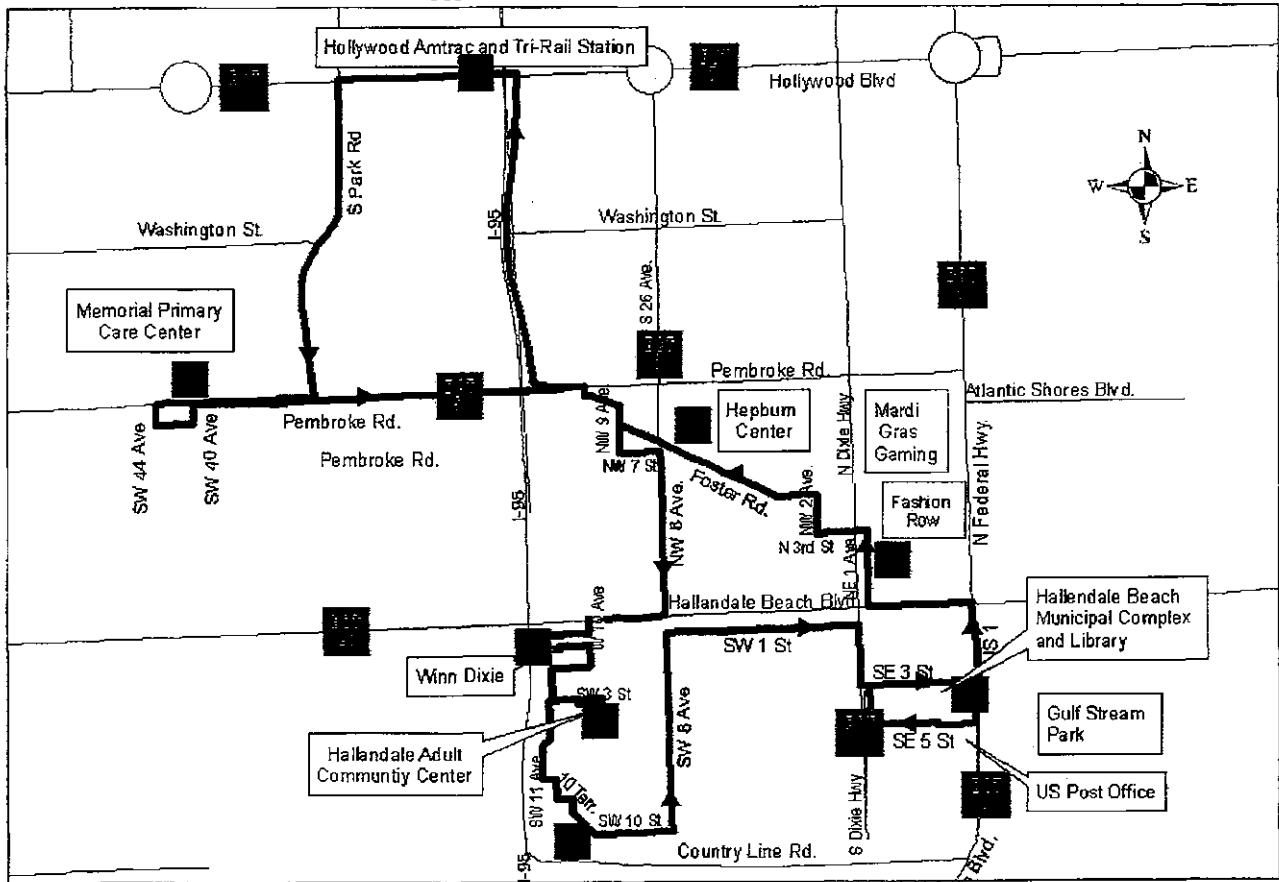 Hollywood Amtrac and Tri-Rail Station
Hollywood Blvd
N
W E
S
S Park Rd
I-95
Washington St.
Washington St.
S 26 Ave.
Memorial Primary
Care Center
Pembroke Rd.
Atlantic Shores Blvd.
Pembroke Rd.
Pembroke Rd.
SW 44 Ave
SW 40 Ave
NW 9 Ave.
NW 7 St
Hepburn
Center
N Dixie Hwy
Mardi
Gras
Gaming
N Federal Hwy.
Foster Rd.
NW 2 Ave.
Fashion
Row
I-95
NW 8 Ave.
N 3rd St
NE 1 Ave
Hallandale Beach Blvd
Hallendale Beach
Municipal Complex
and Library
US 1
Winn Dixie
SW 1 St
SE 3 St
SW 3 St
Gulf Stream
Park
SE 5 St
Hallandale Adult
Communtiy Center
SW 8 Ave
US Post Office
SW 11 Ave
10 Terr.
SW 10 St
S Dixie Hwy
Country Line Rd.
I-95
Blvd.